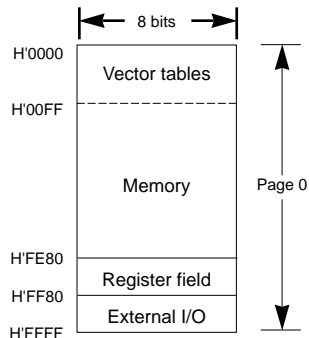 8 bits
H'0000
Vector tables
H'00FF
Memory
Page 0
H'FE80
Register field
H'FF80
External I/O
H'FFFF